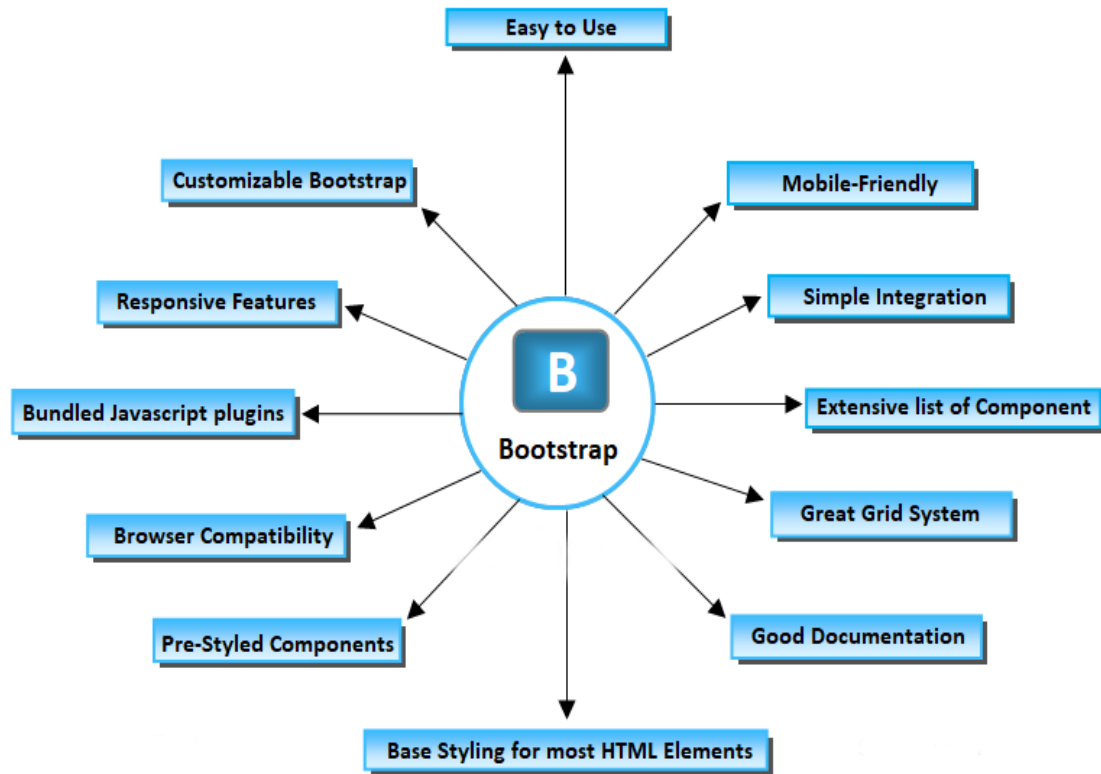 Easy to Use
Customizable Bootstrap
Mobile-Friendly
Responsive Features
Simple Integration
B
Bootstrap
Bundled Javascript plugins
Extensive list of Component
Browser Compatibility
Great Grid System
Pre-Styled Components
Good Documentation
Base Styling for most HTML Elements